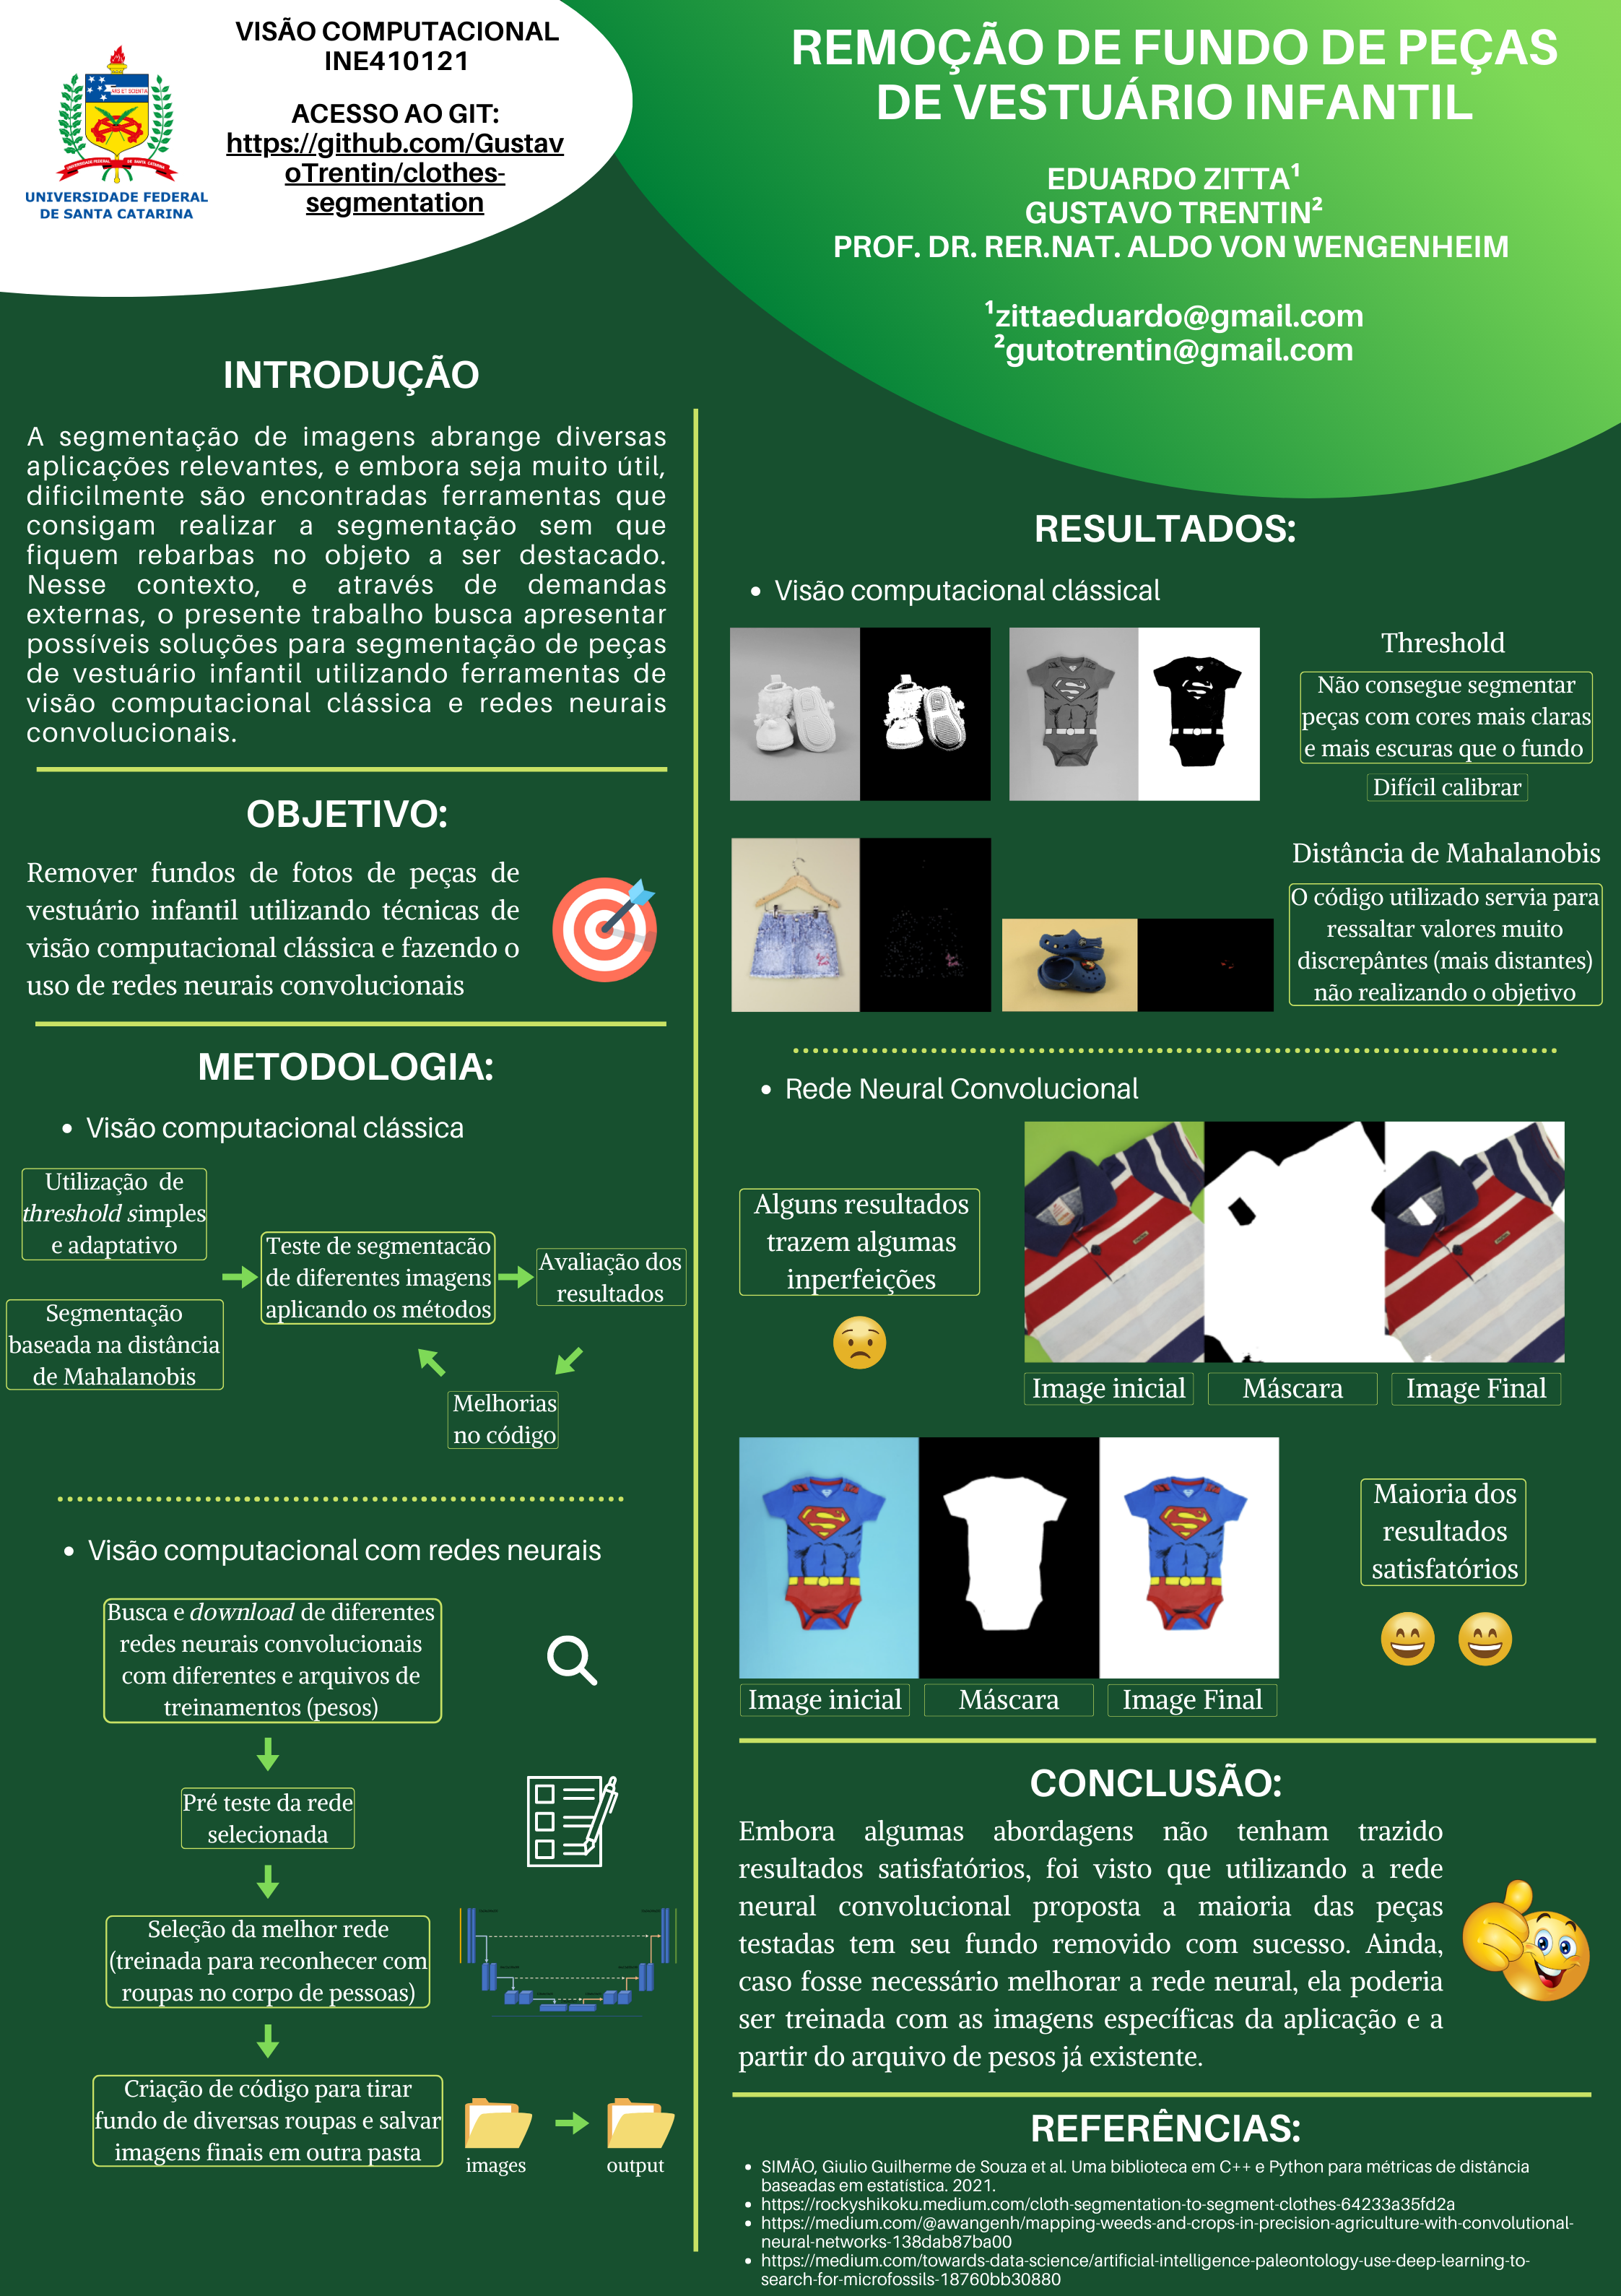 VISÃO COMPUTACIONAL
INE410121
ACESSO AO GIT:
https://github.com/Gustav
oTrentin/clothes-
segmentation
UNIVERSIDADE FEDERAL
DE SANTA CATARINA
REMOÇÃO DE FUNDO DE PEÇAS
DE VESTUÁRIO INFANTIL
EDUARDO ZITTA¹
GUSTAVO TRENTIN²
PROF. DR. RER.NAT. ALDO VON WENGENHEIM
¹zittaeduardo@gmail.com
²gutotrentin@gmail.com
INTRODUÇÃO
A segmentação de imagens abrange diversas
aplicações relevantes, e embora seja muito útil,
dificilmente são encontradas ferramentas que
consigam realizar a segmentação sem que
fiquem rebarbas no objeto a ser destacado.
Nesse contexto, e através de demandas
externas, o presente trabalho busca apresentar
possíveis soluções para segmentação de peças
de vestuário infantil utilizando ferramentas de
visão computacional clássica e redes neurais
convolucionais.
OBJETIVO:
Remover fundos de fotos de peças de
vestuário infantil utilizando técnicas de
visão computacional clássica e fazendo o
uso de redes neurais convolucionais
METODOLOGIA:
• Visão computacional clássica
Utilização de
threshold simples
e adaptativo
Segmentação
baseada na distância
de Mahalanobis
Teste de segmentacão
de diferentes imagens
aplicando os métodos
Avaliação dos
resultados
Melhorias
no código
• Visão computacional com redes neurais
Busca e download de diferentes
redes neurais convolucionais
com diferentes e arquivos de
treinamentos (pesos)
Pré teste da rede
selecionada
Seleção da melhor rede
(treinada para reconhecer com
roupas no corpo de pessoas)
Criação de código para tirar
fundo de diversas roupas e salvar
imagens finais em outra pasta
images
output
RESULTADOS:
• Visão computacional clássical
Threshold
Não consegue segmentar
peças com cores mais claras
e mais escuras que o fundo
Difícil calibrar
Distância de Mahalanobis
O código utilizado servia para
ressaltar valores muito
discrepântes (mais distantes)
não realizando o objetivo
• Rede Neural Convolucional
Alguns resultados
trazem algumas
inperfeições
Image inicial
Máscara
Image Final
Maioria dos
resultados
satisfatórios
Image inicial
Máscara
Image Final
CONCLUSÃO:
Embora algumas abordagens não tenham trazido
resultados satisfatórios, foi visto que utilizando a rede
neural convolucional proposta a maioria das peças
testadas tem seu fundo removido com sucesso. Ainda,
caso fosse necessário melhorar a rede neural, ela poderia
ser treinada com as imagens específicas da aplicação e a
partir do arquivo de pesos já existente.
REFERÊNCIAS:
• SIMÃO, Giulio Guilherme de Souza et al. Uma biblioteca em C++ e Python para métricas de distância
baseadas em estatística. 2021.
• https://rockyshikoku.medium.com/cloth-segmentation-to-segment-clothes-64233a35fd2a
• https://medium.com/@awangenh/mapping-weeds-and-crops-in-precision-agriculture-with-convolutional-
neural-networks-138dab87ba00
• https://medium.com/towards-data-science/artificial-intelligence-paleontology-use-deep-learning-to-
search-for-microfossils-18760bb30880